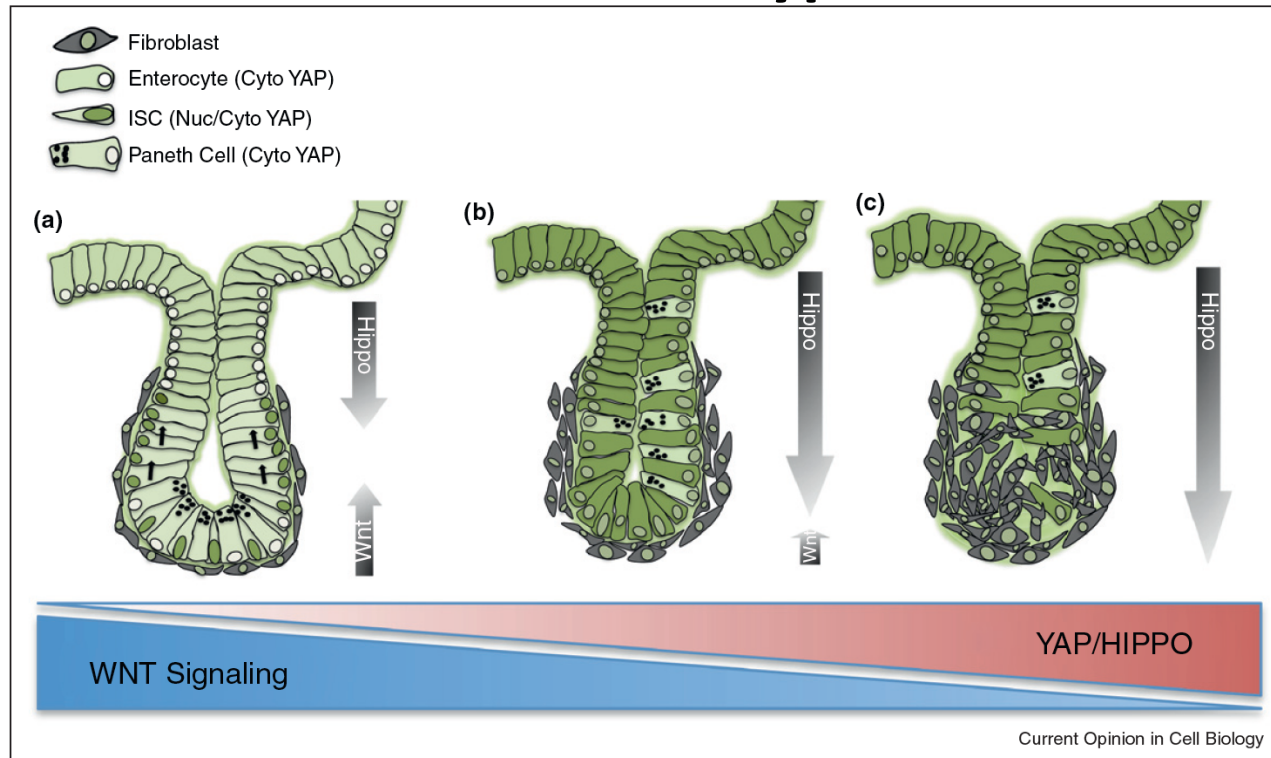 Fibroblast
Enterocyte (Cyto YAP)
ISC (Nuc/Cyto YAP)
Paneth Cell (Cyto YAP)
(a)
(b)
(c)
Hippo
Wnt
Hippo
Wnt
Hippo
YAP/HIPPO
WNT Signaling
Current Opinion in Cell Biology